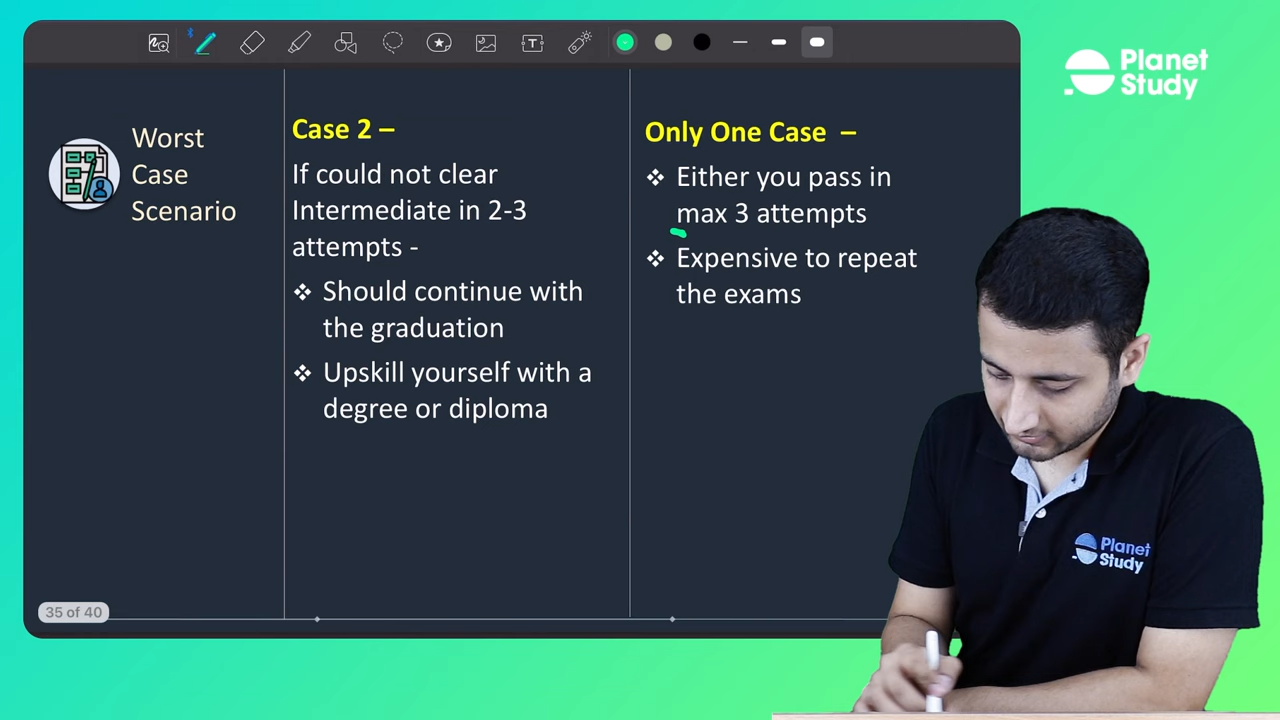 Planet
Study
Worst
Case
Scenario
Case 2 –
If could not clear
Intermediate in 2-3
attempts -
❖ Should continue with
the graduation
❖ Upskill yourself with a
degree or diploma
Only One Case –
❖ Either you pass in
max 3 attempts
❖ Expensive to repeat
the exams
Planet
Study
35 of 40